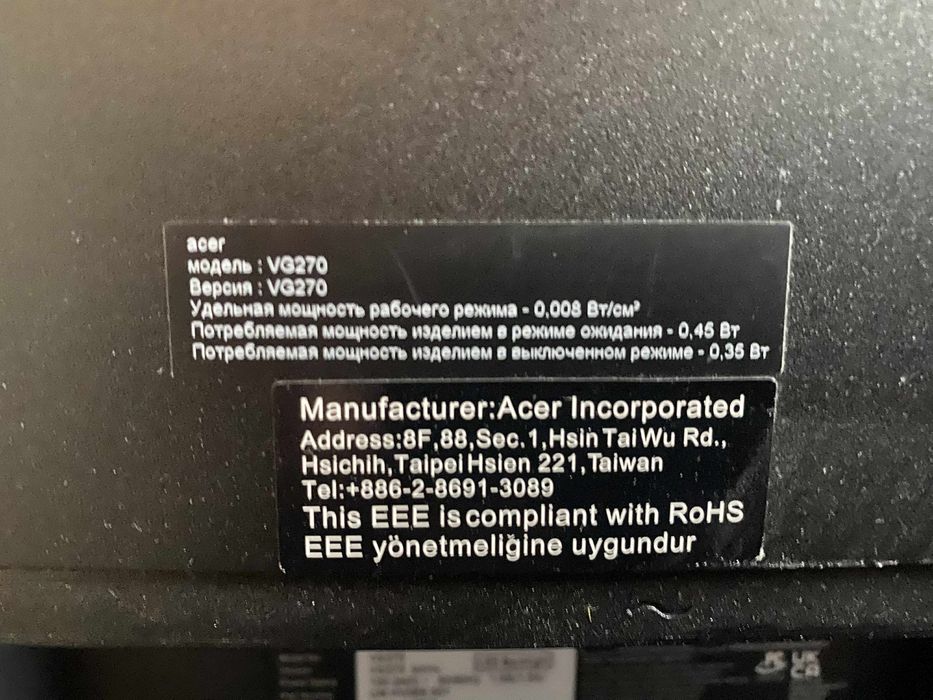 acer
модель : VG270
Версия : VG270
Удельная мощность рабочего режима - 0,008 Вт/см²
Потребляемая мощность изделием в режиме ожидания - 0,45 Вт
Потребляемая мощность изделием в выключенном режиме - 0,35 Вт
Manufacturer:Acer Incorporated
Address:8F,88,Sec.1,Hsin Tai Wu Rd.,
Hsichih,Taipei Hsien 221,Taiwan
Tel:+886-2-8691-3089
This EEE is compliant with RoHS
EEE yönetmeliğine uygundur
UK
CA